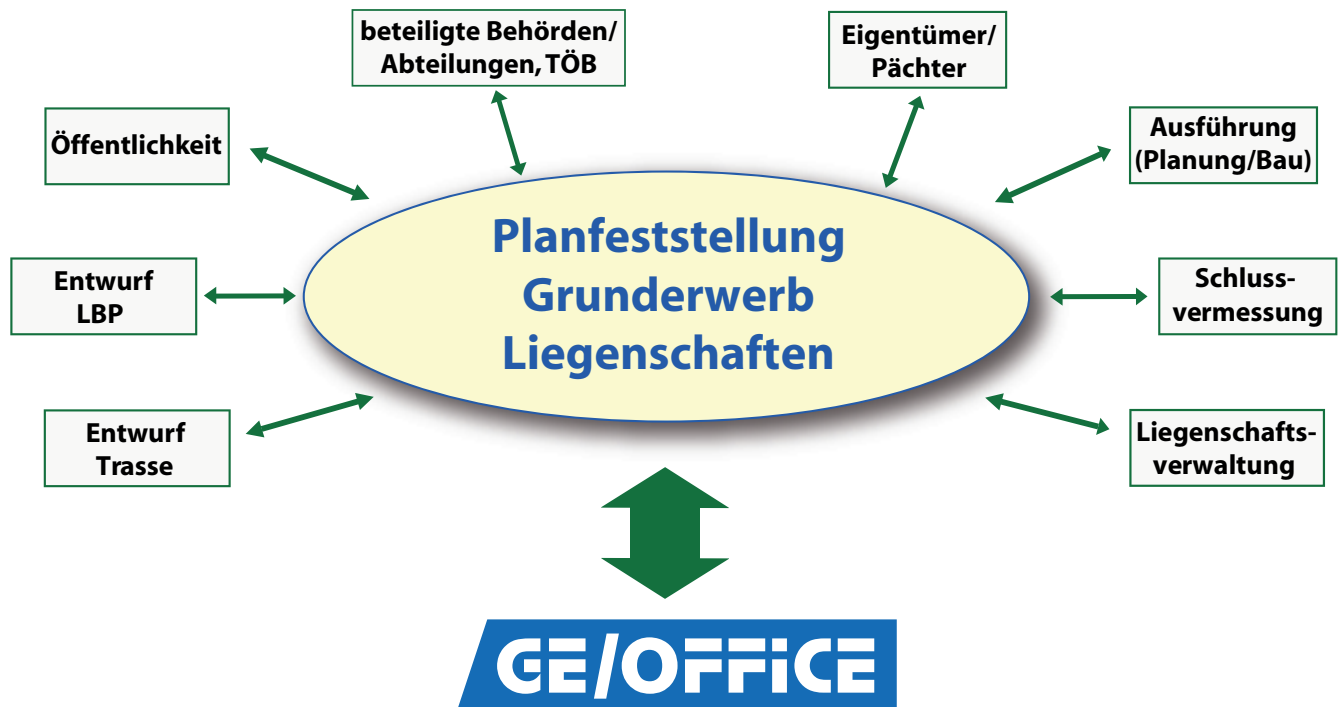 beteiligte Behörden/
Abteilungen, TÖB
Eigentümer/
Pächter
Öffentlichkeit
Ausführung
(Planung/Bau)
Planfeststellung
Grunderwerb
Liegenschaften
Entwurf
LBP
Schluss-
vermessung
Entwurf
Trasse
Liegenschafts-
verwaltung
GE/OFFiCE